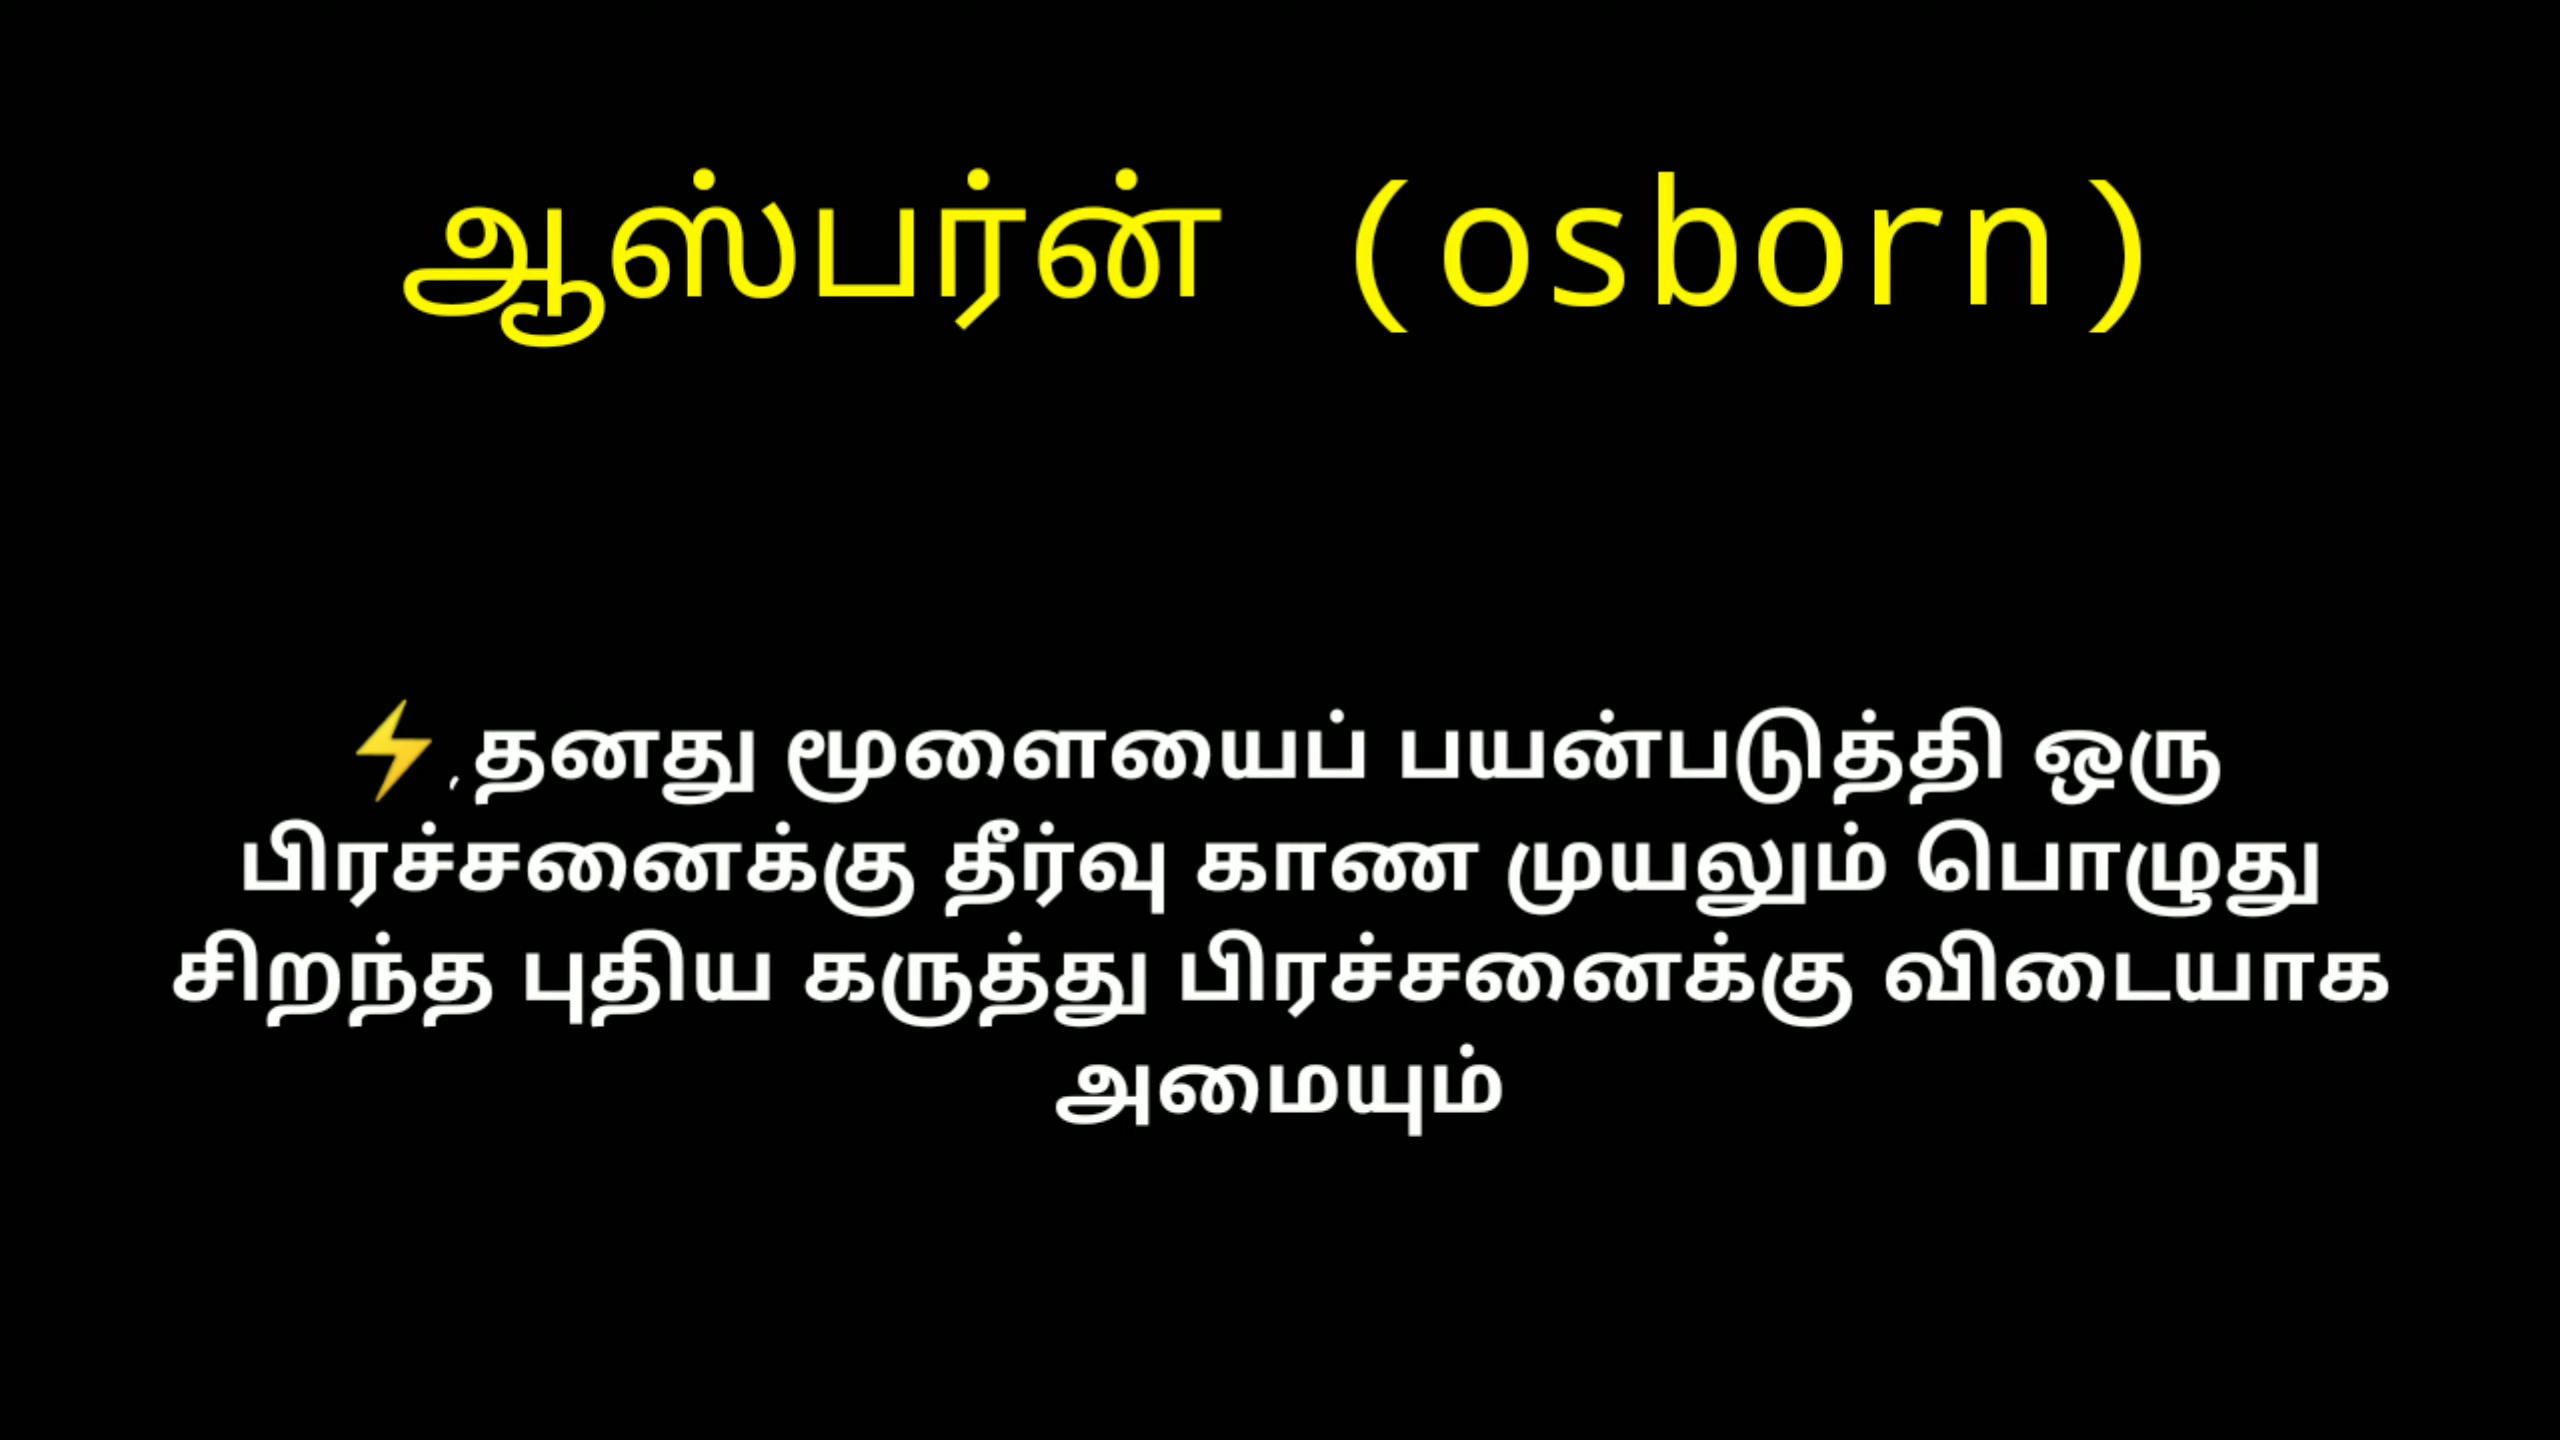 ஆஸ்பர்ன் (osborn)
⚡,தனது மூளையைப் பயன்படுத்தி ஒரு
பிரச்சனைக்கு தீர்வு காண முயலும் பொழுது
சிறந்த புதிய கருத்து பிரச்சனைக்கு விடையாக
அமையும்